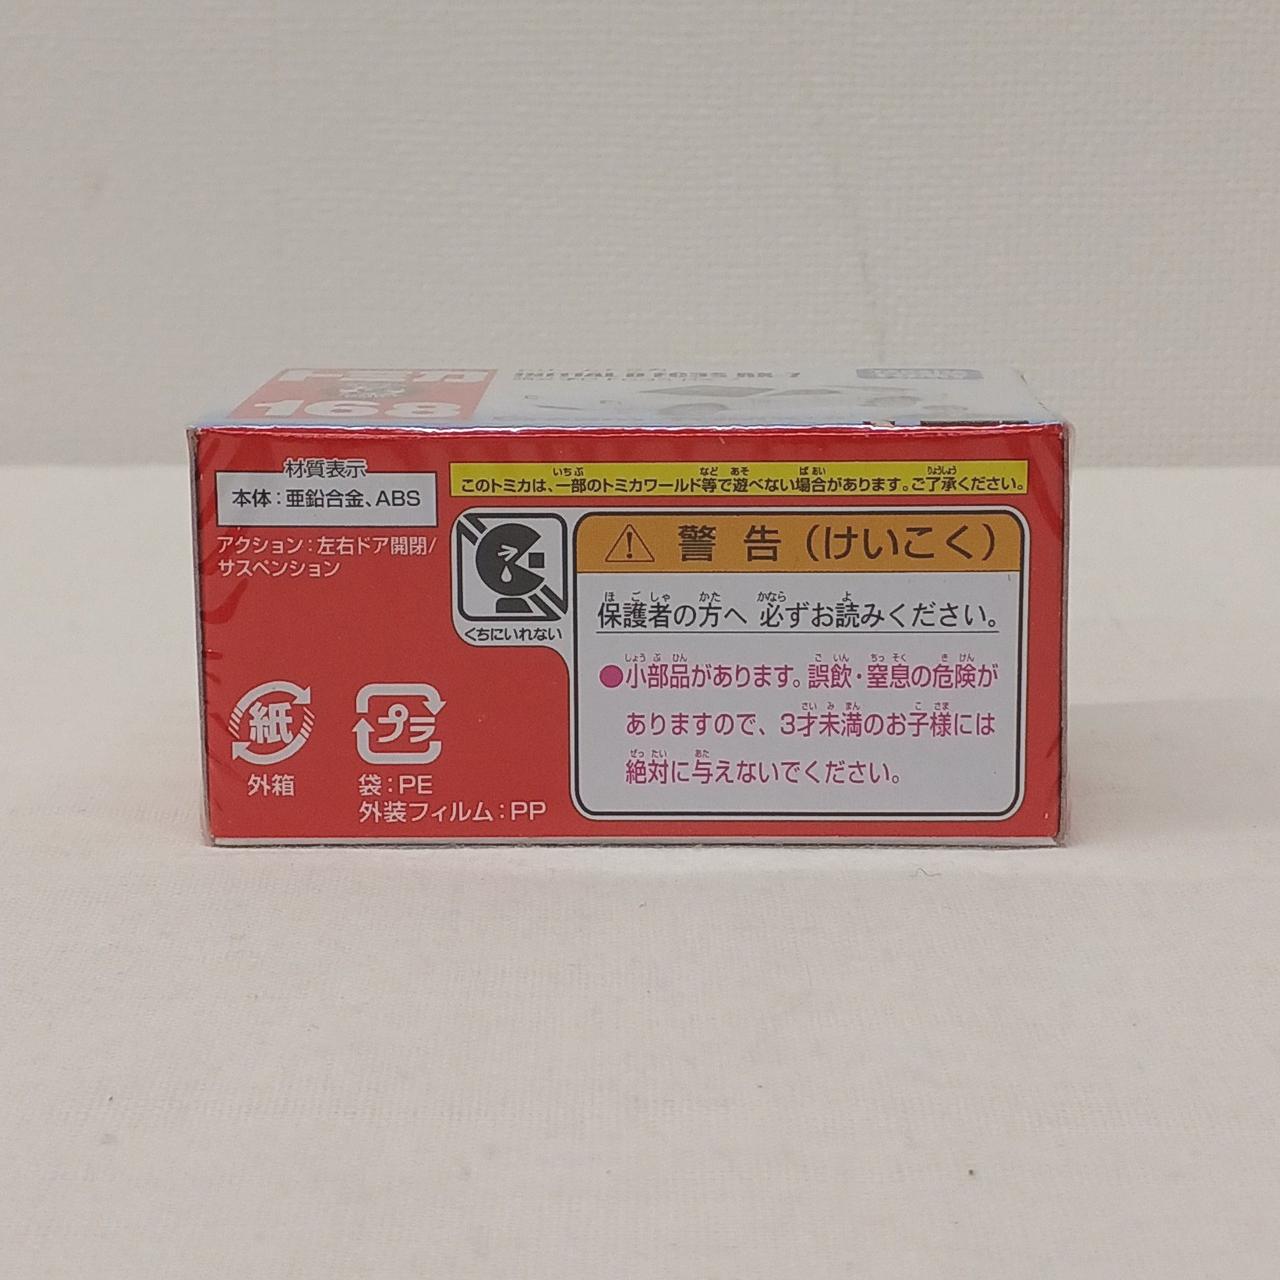 トミカ
168
INITIAL D FC3S RX-7
材質表示
本体：亜鉛合金、ABS
アクション：左右ドア開閉/
サスペンション
このトミカは、一部のトミカワールド等で遊べない場合があります。ご了承ください。
くちにいれない
警告（けいこく）
保護者の方へ 必ずお読みください。
●小部品があります。誤飲・窒息の危険が
ありますので、3才未満のお子様には
絶対に与えないでください。
紙
外箱
プラ
袋：PE
外装フィルム：PP